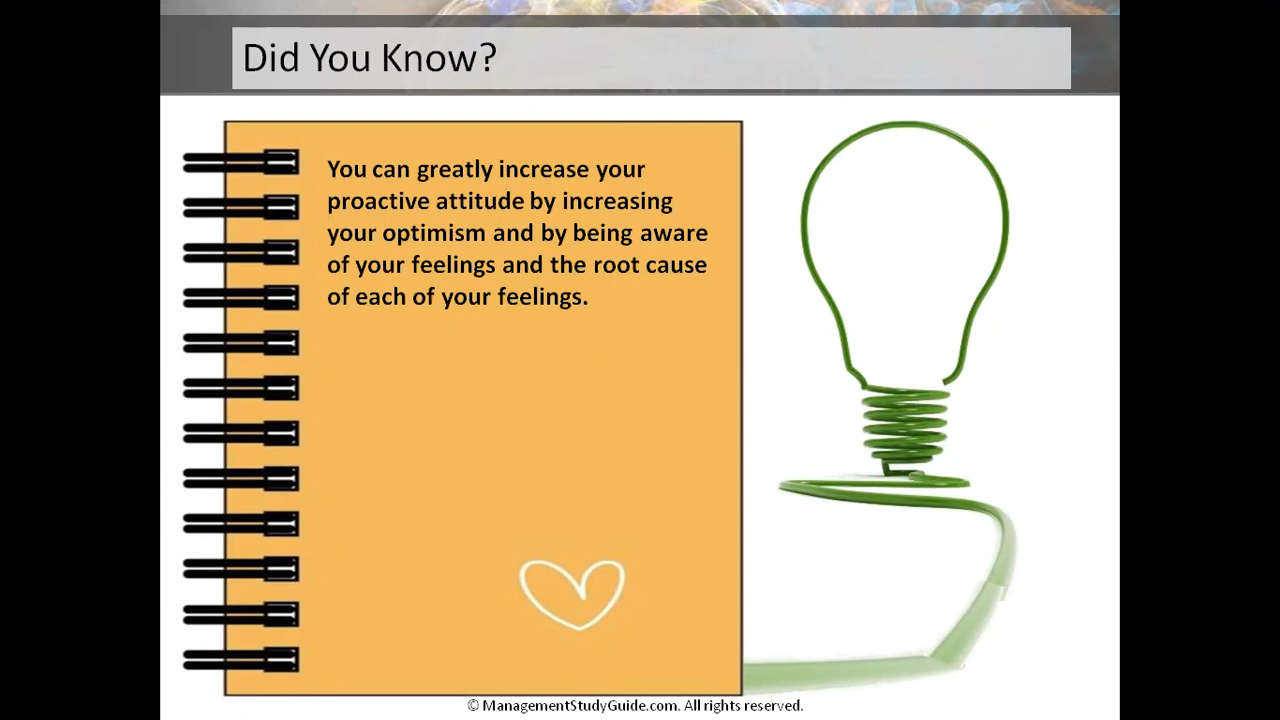 Did You Know?
You can greatly increase your
proactive attitude by increasing
your optimism and by being aware
of your feelings and the root cause
of each of your feelings.
© ManagementStudyGuide.com. All rights reserved.